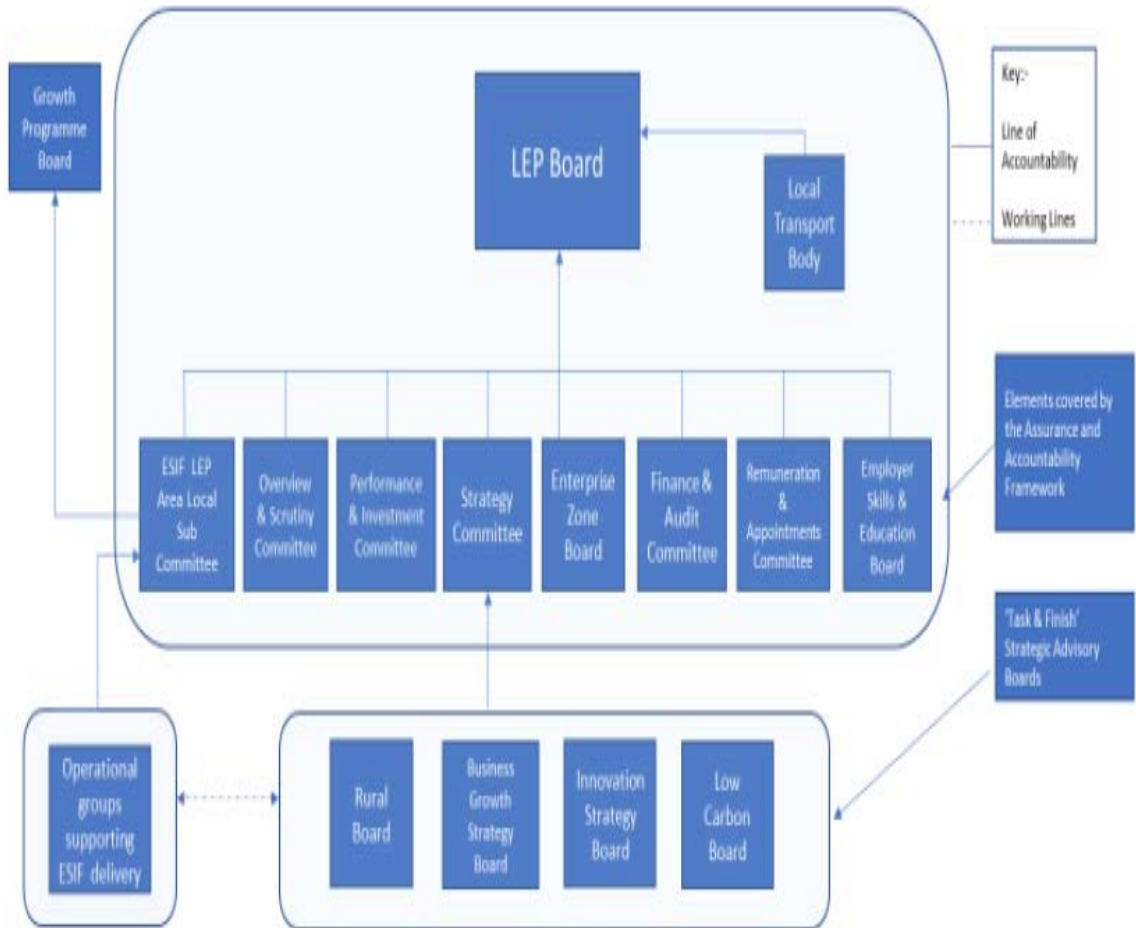 Growth
Programme
Board
LEP Board
Local
Transport
Body
Key:-
Line of
Accountability
Working Lines
Elements covered by
the Assurance and
Accountability
Framework
ESIF LEP
Area Local
Sub
Committee
Overview
& Scrutiny
Committee
Performance
& Investment
Committee
Strategy
Committee
Enterprise
Zone
Board
Finance &
Audit
Committee
Remuneration
&
Appointments
Committee
Employer
Skills &
Education
Board
'Task & Finish'
Strategic Advisory
Boards
Operational
groups
supporting
ESIF delivery
Rural
Board
Business
Growth
Strategy
Board
Innovation
Strategy
Board
Low
Carbon
Board